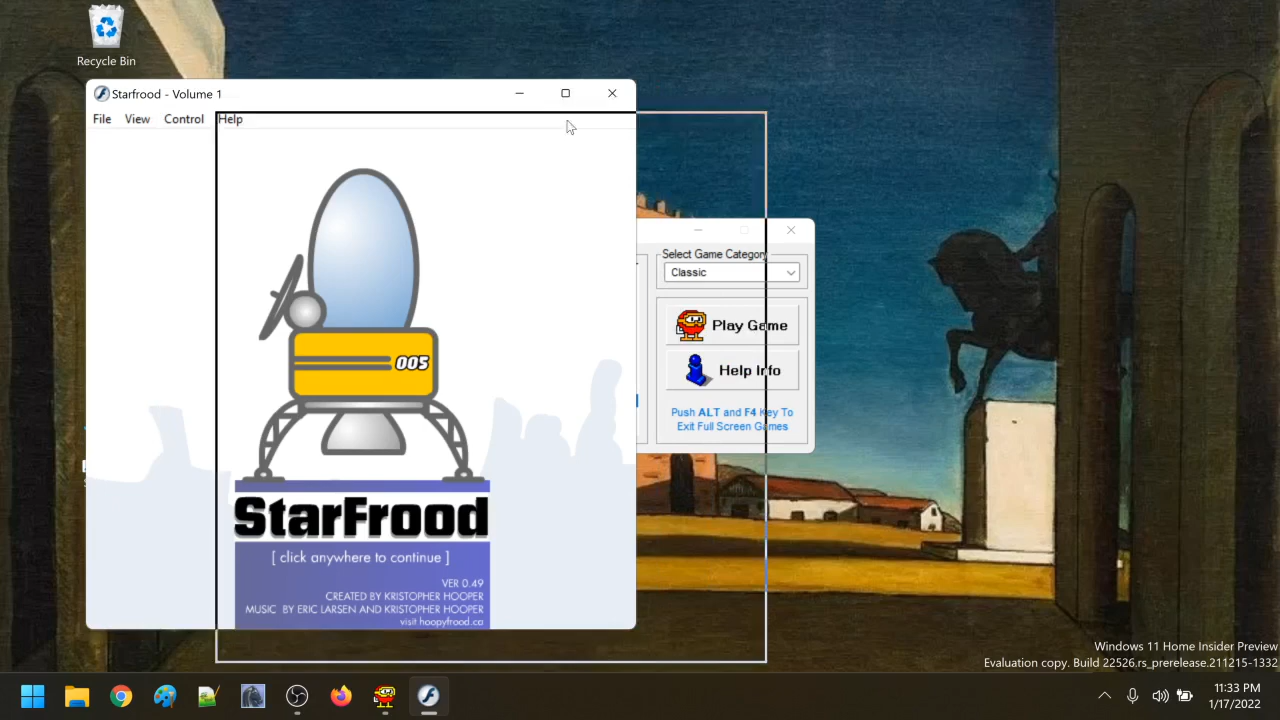 Recycle Bin
Starfrood - Volume 1
File View Control Help
005
StarFrood
[ click anywhere to continue ]
VER 0.49
CREATED BY KRISTOPHER HOOPER
MUSIC BY ERIC LARSEN AND KRISTOPHER HOOPER
visit hoopyfrood.ca
Select Game Category
Classic
Play Game
Help Info
Push ALT and F4 Key To
Exit Full Screen Games
Windows 11 Home Insider Preview
Evaluation copy. Build 22526.rs_prerelease.211215-1332
11:33 PM
1/17/2022